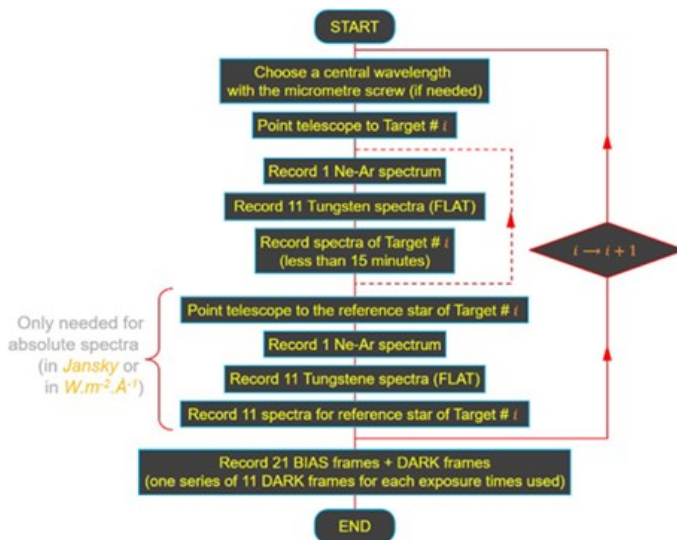 START
Choose a central wavelength
with the micrometre screw (if needed)
Point telescope to Target # i
Record 1 Ne-Ar spectrum
Record 11 Tungsten spectra (FLAT)
Record spectra of Target # i
(less than 15 minutes)
i → i + 1
Point telescope to the reference star of Target # i
Only needed for
absolute spectra
(in Jansky or
in W.m⁻².Å⁻¹)
Record 1 Ne-Ar spectrum
Record 11 Tungstene spectra (FLAT)
Record 11 spectra for reference star of Target # i
Record 21 BIAS frames + DARK frames
(one series of 11 DARK frames for each exposure times used)
END